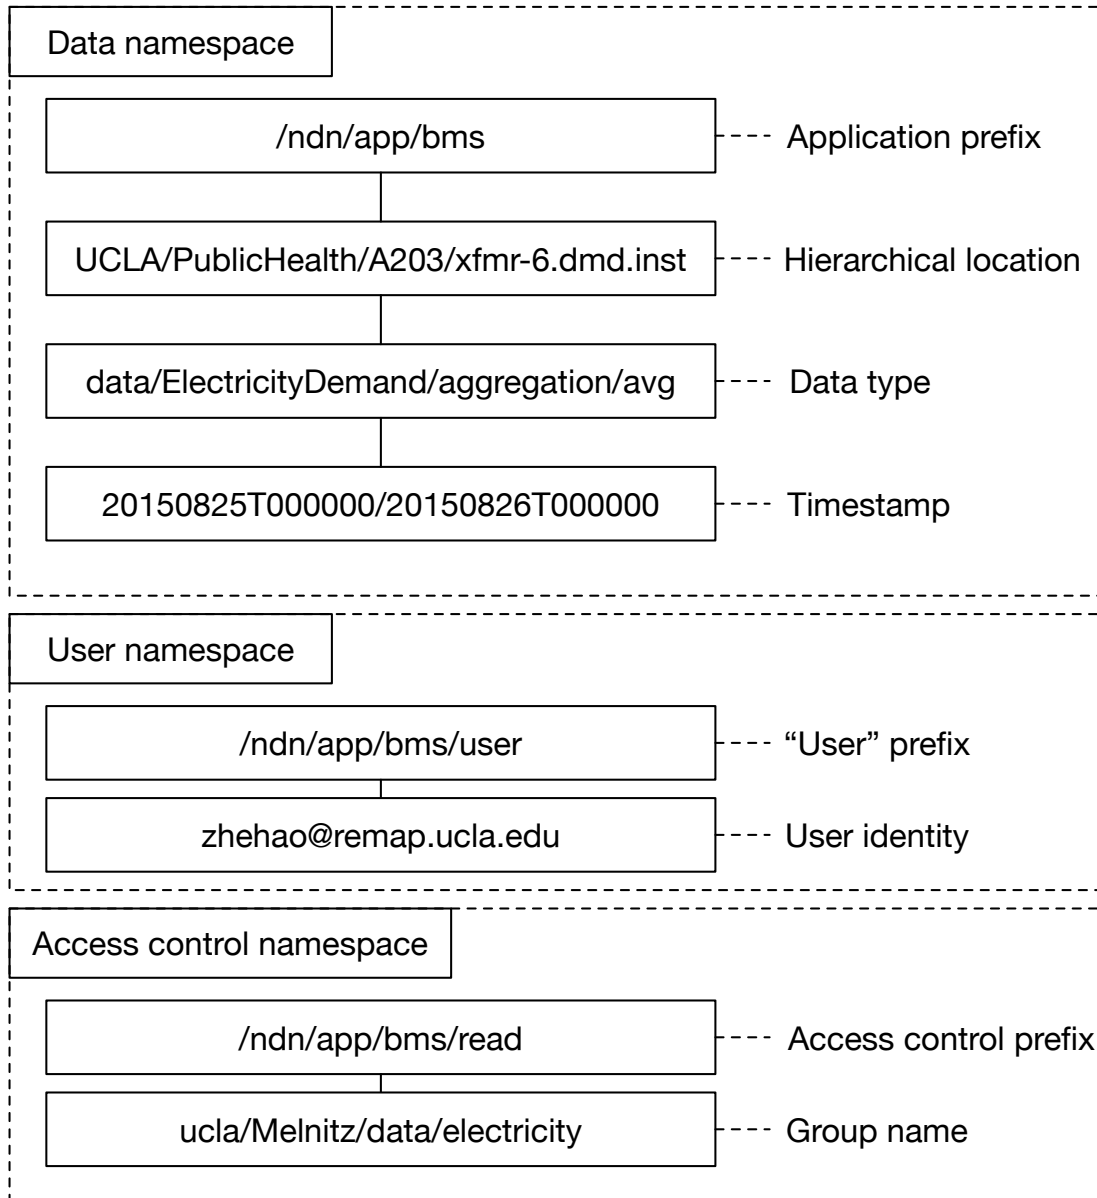 Data namespace
/ndn/app/bms
Application prefix
UCLA/PublicHealth/A203/xfmr-6.dmd.inst
Hierarchical location
data/ElectricityDemand/aggregation/avg
Data type
20150825T000000/20150826T000000
Timestamp
User namespace
/ndn/app/bms/user
“User” prefix
zhehao@remap.ucla.edu
User identity
Access control namespace
/ndn/app/bms/read
Access control prefix
ucla/Melnitz/data/electricity
Group name